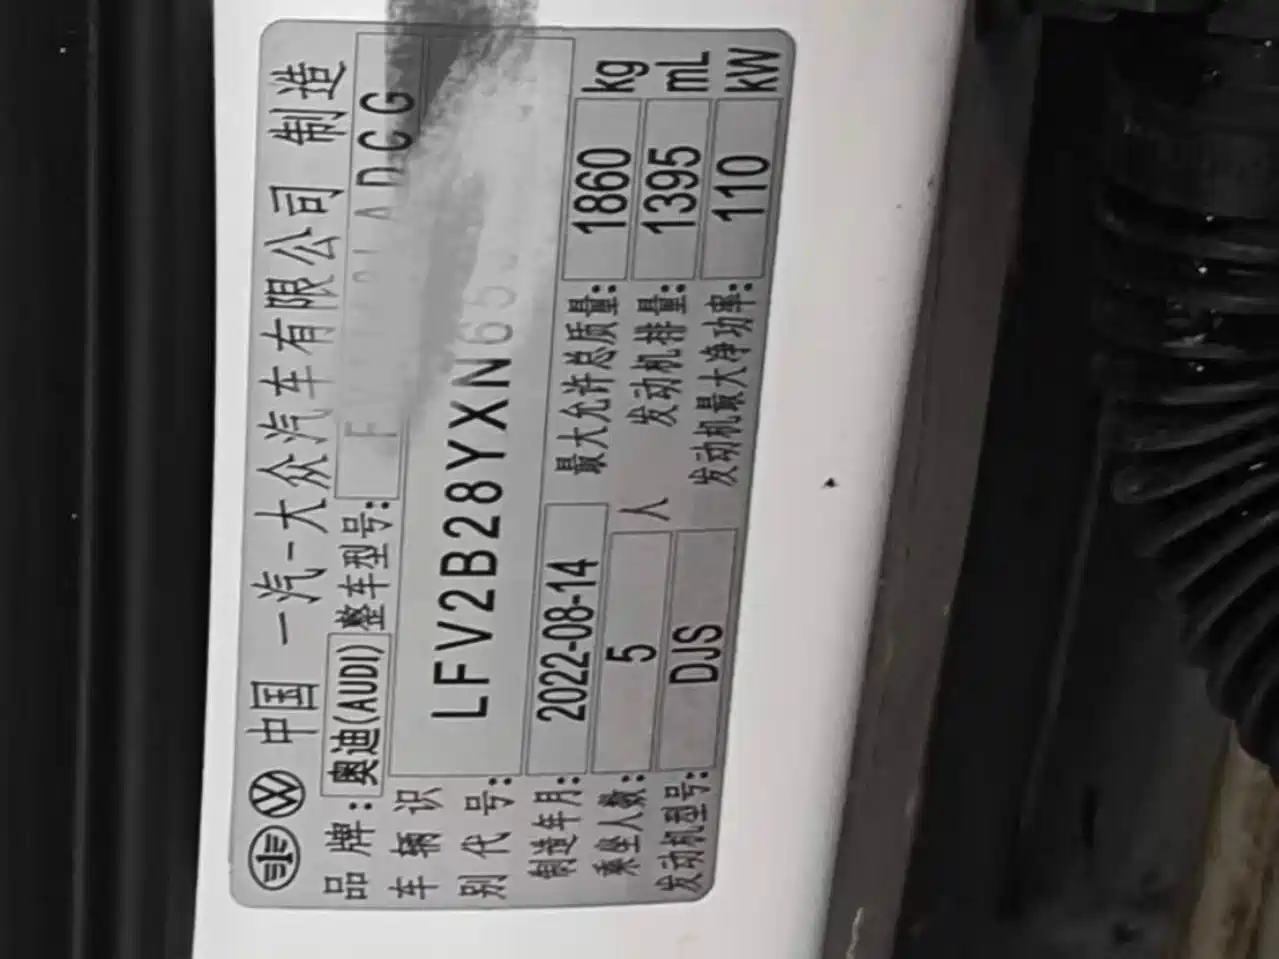 中国 一汽-大众汽车有限公司 制造
品牌: 奥迪(AUDI) 整车型号: ADCG
车辆识别代号: LFV2B28YXN65
制造年月: 2022-08-14 最大允许总质量: 1860 kg
乘坐人数: 5 人 发动机排量: 1395 mL
发动机型号: DJS 发动机最大净功率: 110 kW